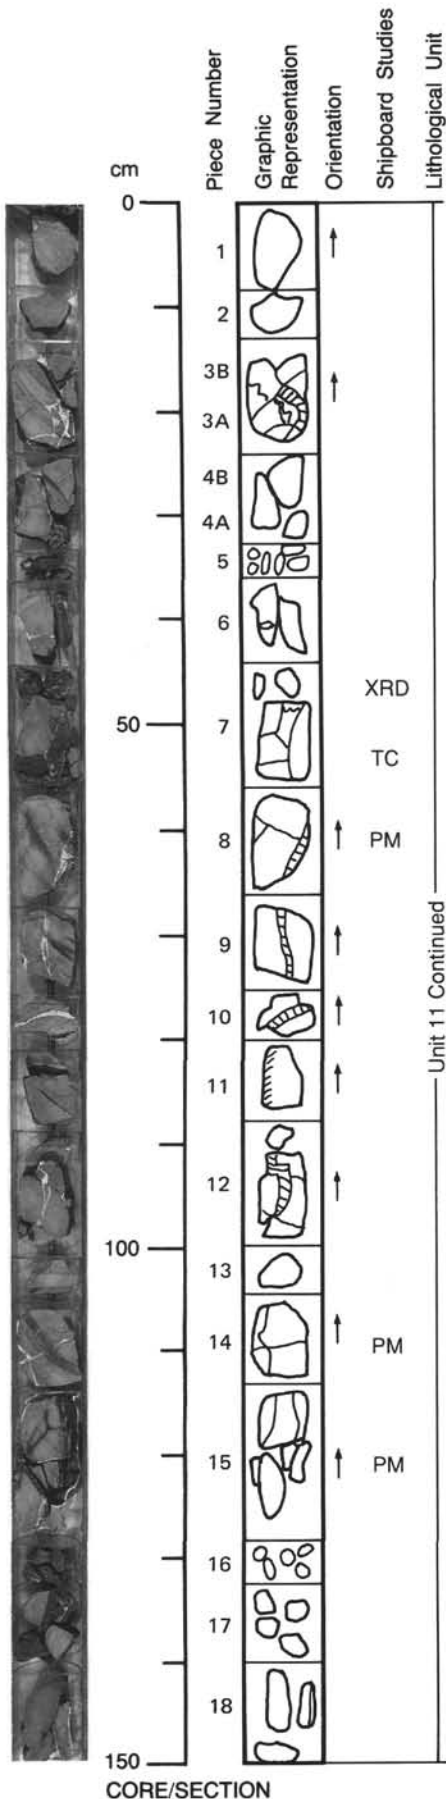 cm
Piece Number
Graphic Representation
Orientation
Shipboard Studies
Lithological Unit
0
1
2
3B
3A
4B
4A
5
6
XRD
50
7
TC
8
PM
9
Unit 11 Continued
10
11
12
100
13
14
PM
15
PM
16
17
18
150
CORE/SECTION